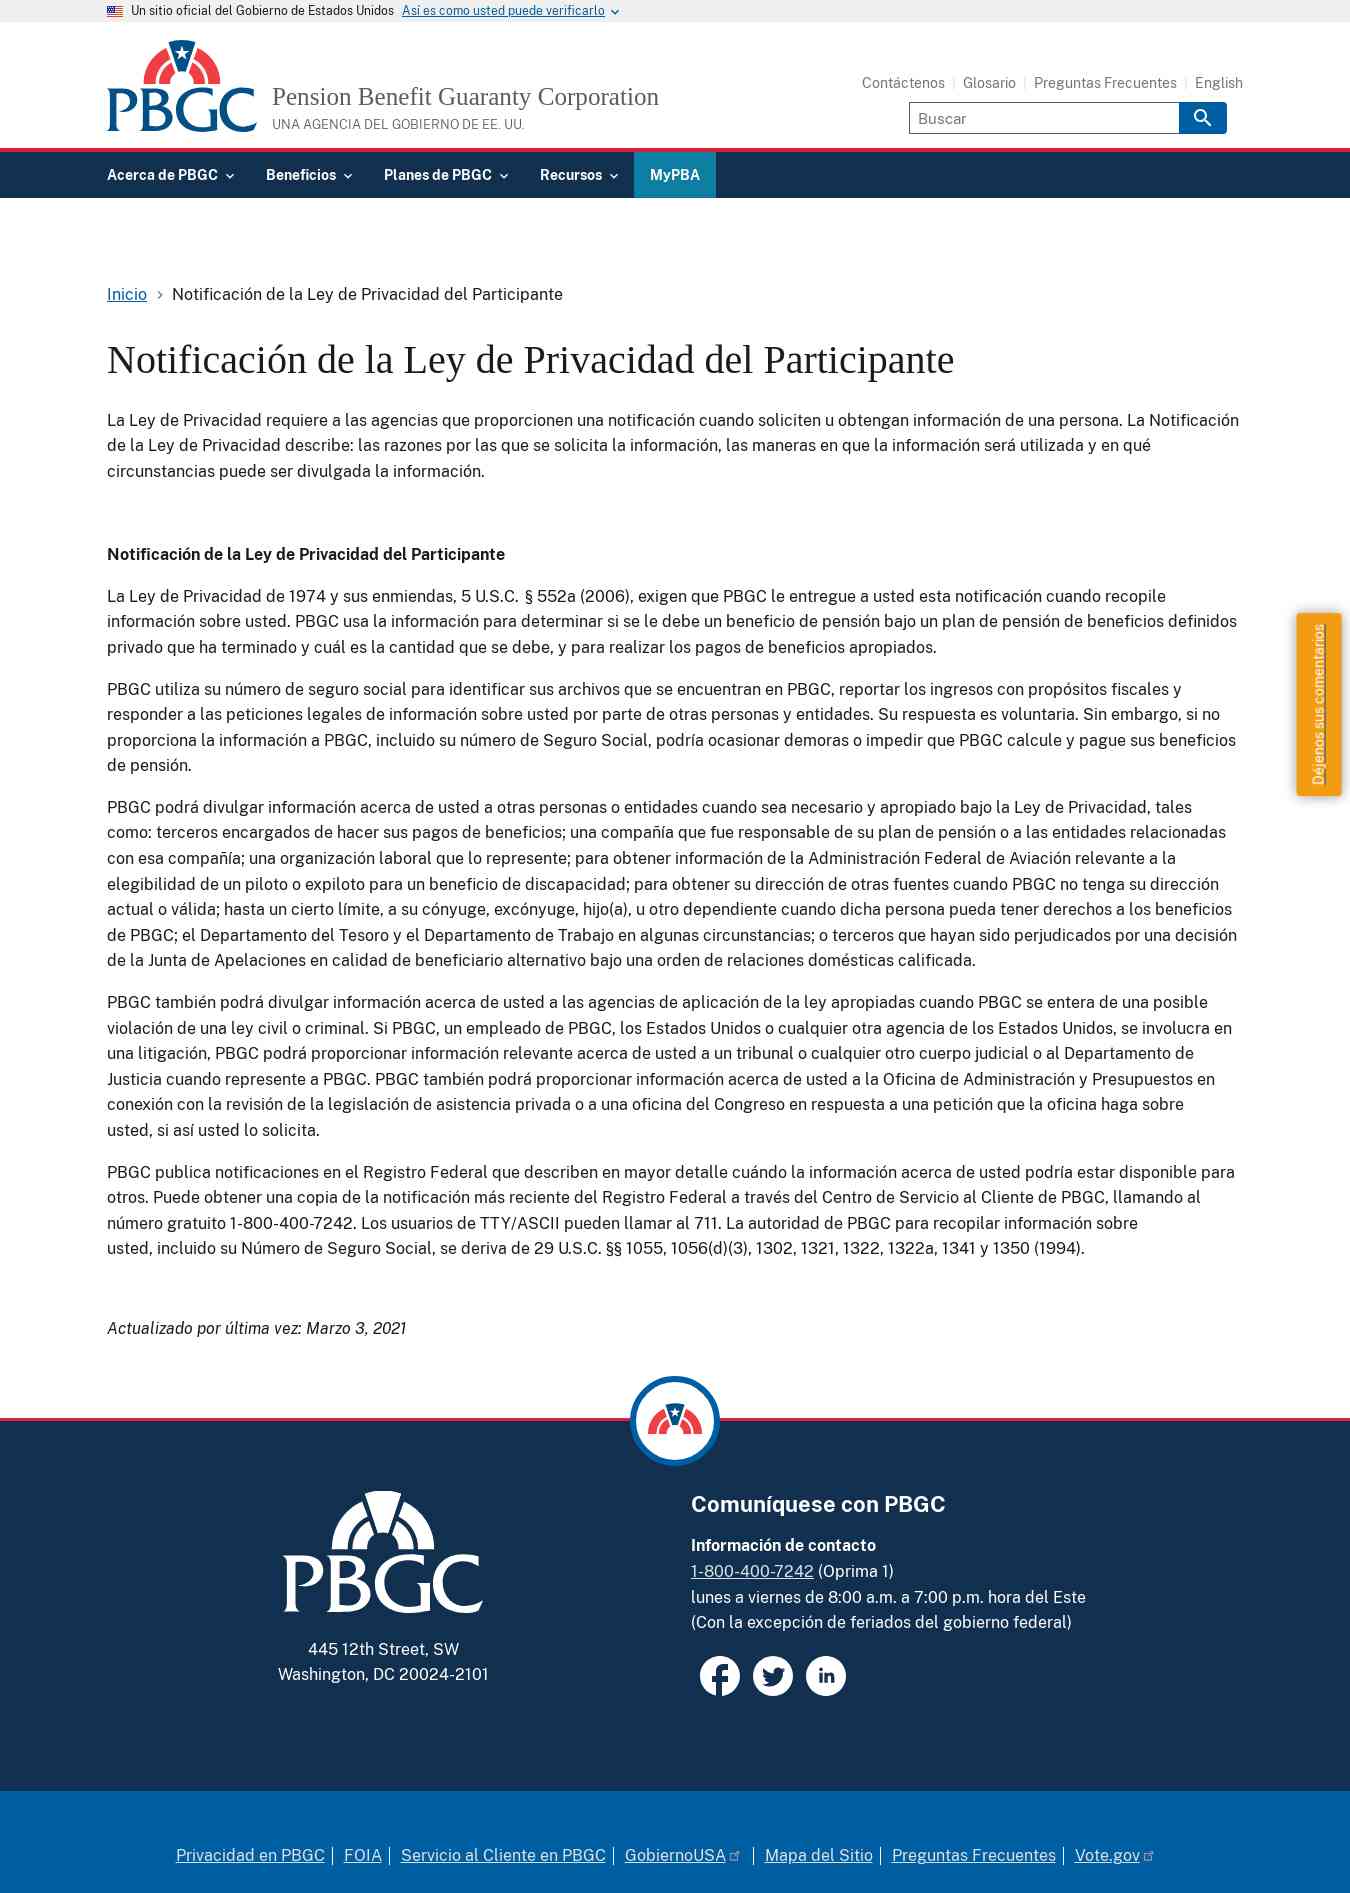 Un sitio oficial del Gobierno de Estados Unidos Así es como usted puede verificarlo
PBGC
Pension Benefit Guaranty Corporation
UNA AGENCIA DEL GOBIERNO DE EE. UU.
Contáctenos Glosario Preguntas Frecuentes English
Buscar
Acerca de PBGC Beneficios Planes de PBGC Recursos MyPBA
Inicio Notificación de la Ley de Privacidad del Participante
Notificación de la Ley de Privacidad del Participante
La Ley de Privacidad requiere a las agencias que proporcionen una notificación cuando soliciten u obtengan información de una persona. La Notificación
de la Ley de Privacidad describe: las razones por las que se solicita la información, las maneras en que la información será utilizada y en qué
circunstancias puede ser divulgada la información.
Notificación de la Ley de Privacidad del Participante
La Ley de Privacidad de 1974 y sus enmiendas, 5 U.S.C. § 552a (2006), exigen que PBGC le entregue a usted esta notificación cuando recopile
información sobre usted. PBGC usa la información para determinar si se le debe un beneficio de pensión bajo un plan de pensión de beneficios definidos
privado que ha terminado y cuál es la cantidad que se debe, y para realizar los pagos de beneficios apropiados.
PBGC utiliza su número de seguro social para identificar sus archivos que se encuentran en PBGC, reportar los ingresos con propósitos fiscales y
responder a las peticiones legales de información sobre usted por parte de otras personas y entidades. Su respuesta es voluntaria. Sin embargo, si no
proporciona la información a PBGC, incluido su número de Seguro Social, podría ocasionar demoras o impedir que PBGC calcule y pague sus beneficios
de pensión.
PBGC podrá divulgar información acerca de usted a otras personas o entidades cuando sea necesario y apropiado bajo la Ley de Privacidad, tales
como: terceros encargados de hacer sus pagos de beneficios; una compañía que fue responsable de su plan de pensión o a las entidades relacionadas
con esa compañía; una organización laboral que lo represente; para obtener información de la Administración Federal de Aviación relevante a la
elegibilidad de un piloto o expiloto para un beneficio de discapacidad; para obtener su dirección de otras fuentes cuando PBGC no tenga su dirección
actual o válida; hasta un cierto límite, a su cónyuge, excónyuge, hijo(a), u otro dependiente cuando dicha persona pueda tener derechos a los beneficios
de PBGC; el Departamento del Tesoro y el Departamento de Trabajo en algunas circunstancias; o terceros que hayan sido perjudicados por una decisión
de la Junta de Apelaciones en calidad de beneficiario alternativo bajo una orden de relaciones domésticas calificada.
PBGC también podrá divulgar información acerca de usted a las agencias de aplicación de la ley apropiadas cuando PBGC se entera de una posible
violación de una ley civil o criminal. Si PBGC, un empleado de PBGC, los Estados Unidos o cualquier otra agencia de los Estados Unidos, se involucra en
una litigación, PBGC podrá proporcionar información relevante acerca de usted a un tribunal o cualquier otro cuerpo judicial o al Departamento de
Justicia cuando represente a PBGC. PBGC también podrá proporcionar información acerca de usted a la Oficina de Administración y Presupuestos en
conexión con la revisión de la legislación de asistencia privada o a una oficina del Congreso en respuesta a una petición que la oficina haga sobre
usted, si así usted lo solicita.
PBGC publica notificaciones en el Registro Federal que describen en mayor detalle cuándo la información acerca de usted podría estar disponible para
otros. Puede obtener una copia de la notificación más reciente del Registro Federal a través del Centro de Servicio al Cliente de PBGC, llamando al
número gratuito 1-800-400-7242. Los usuarios de TTY/ASCII pueden llamar al 711. La autoridad de PBGC para recopilar información sobre
usted, incluido su Número de Seguro Social, se deriva de 29 U.S.C. §§ 1055, 1056(d)(3), 1302, 1321, 1322, 1322a, 1341 y 1350 (1994).
Actualizado por última vez: Marzo 3, 2021
Déjenos sus comentarios
PBGC
445 12th Street, SW
Washington, DC 20024-2101
Comuníquese con PBGC
Información de contacto
1-800-400-7242 (Oprima 1)
lunes a viernes de 8:00 a.m. a 7:00 p.m. hora del Este
(Con la excepción de feriados del gobierno federal)
in
Privacidad en PBGC FOIA Servicio al Cliente en PBGC GobiernoUSA Mapa del Sitio Preguntas Frecuentes Vote.gov